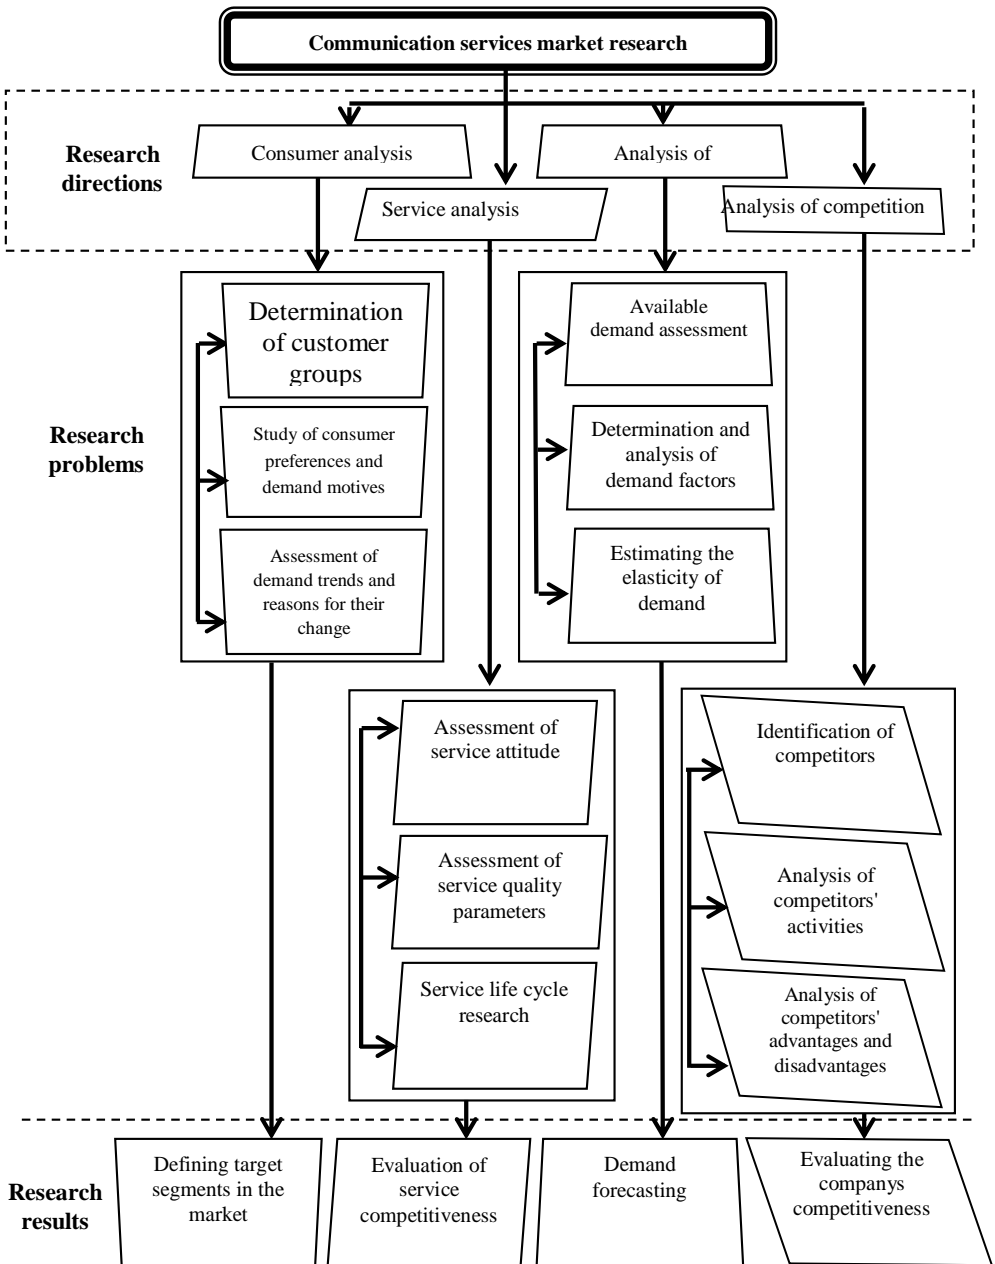 Communication services market research
Research
directions
Consumer analysis
Analysis of
Service analysis
Analysis of competition
Research
problems
Determination
of customer
groups
Study of consumer
preferences and
demand motives
Assessment of
demand trends and
reasons for their
change
Available
demand assessment
Determination and
analysis of
demand factors
Estimating the
elasticity of
demand
Assessment of
service attitude
Assessment of
service quality
parameters
Service life cycle
research
Identification of
competitors
Analysis of
competitors'
activities
Analysis of
competitors'
advantages and
disadvantages
Research
results
Defining target
segments in the
market
Evaluation of
service
competitiveness
Demand
forecasting
Evaluating the
companys
competitiveness